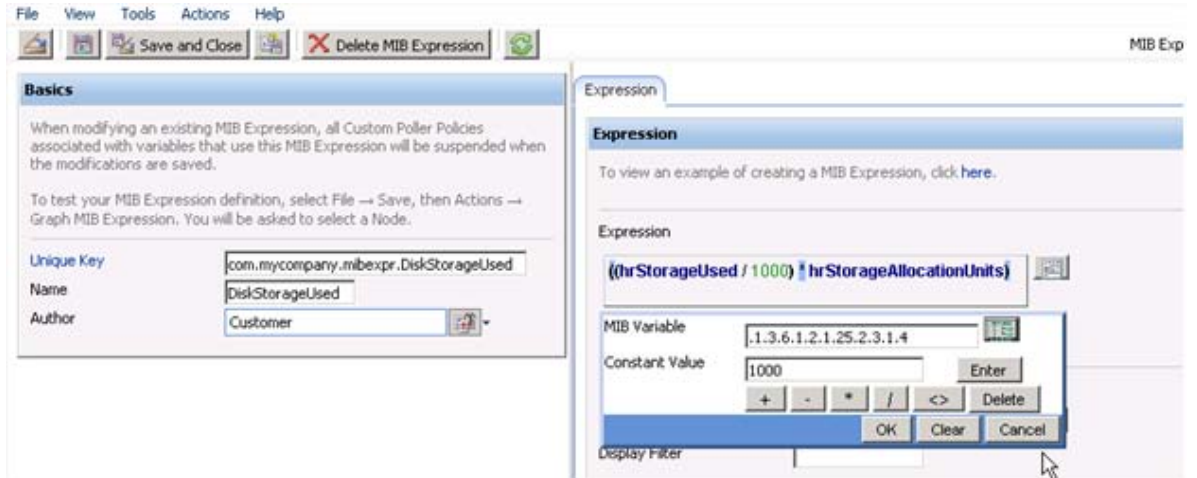 File View Tools Actions Help
Save and Close Delete MIB Expression MIB Exp
Basics
When modifying an existing MIB Expression, all Custom Poller Policies
associated with variables that use this MIB Expression will be suspended when
the modifications are saved.
To test your MIB Expression definition, select File → Save, then Actions →
Graph MIB Expression. You will be asked to select a Node.
Unique Key com.mycompany.mibexpr.DiskStorageUsed
Name DiskStorageUsed
Author Customer
Expression
Expression
To view an example of creating a MIB Expression, click here.
Expression
((hrStorageUsed / 1000) * hrStorageAllocationUnits)
MIB Variable .1.3.6.1.2.1.25.2.3.1.4
Constant Value 1000 Enter
+ - * / <> Delete
OK Clear Cancel
Display Filter